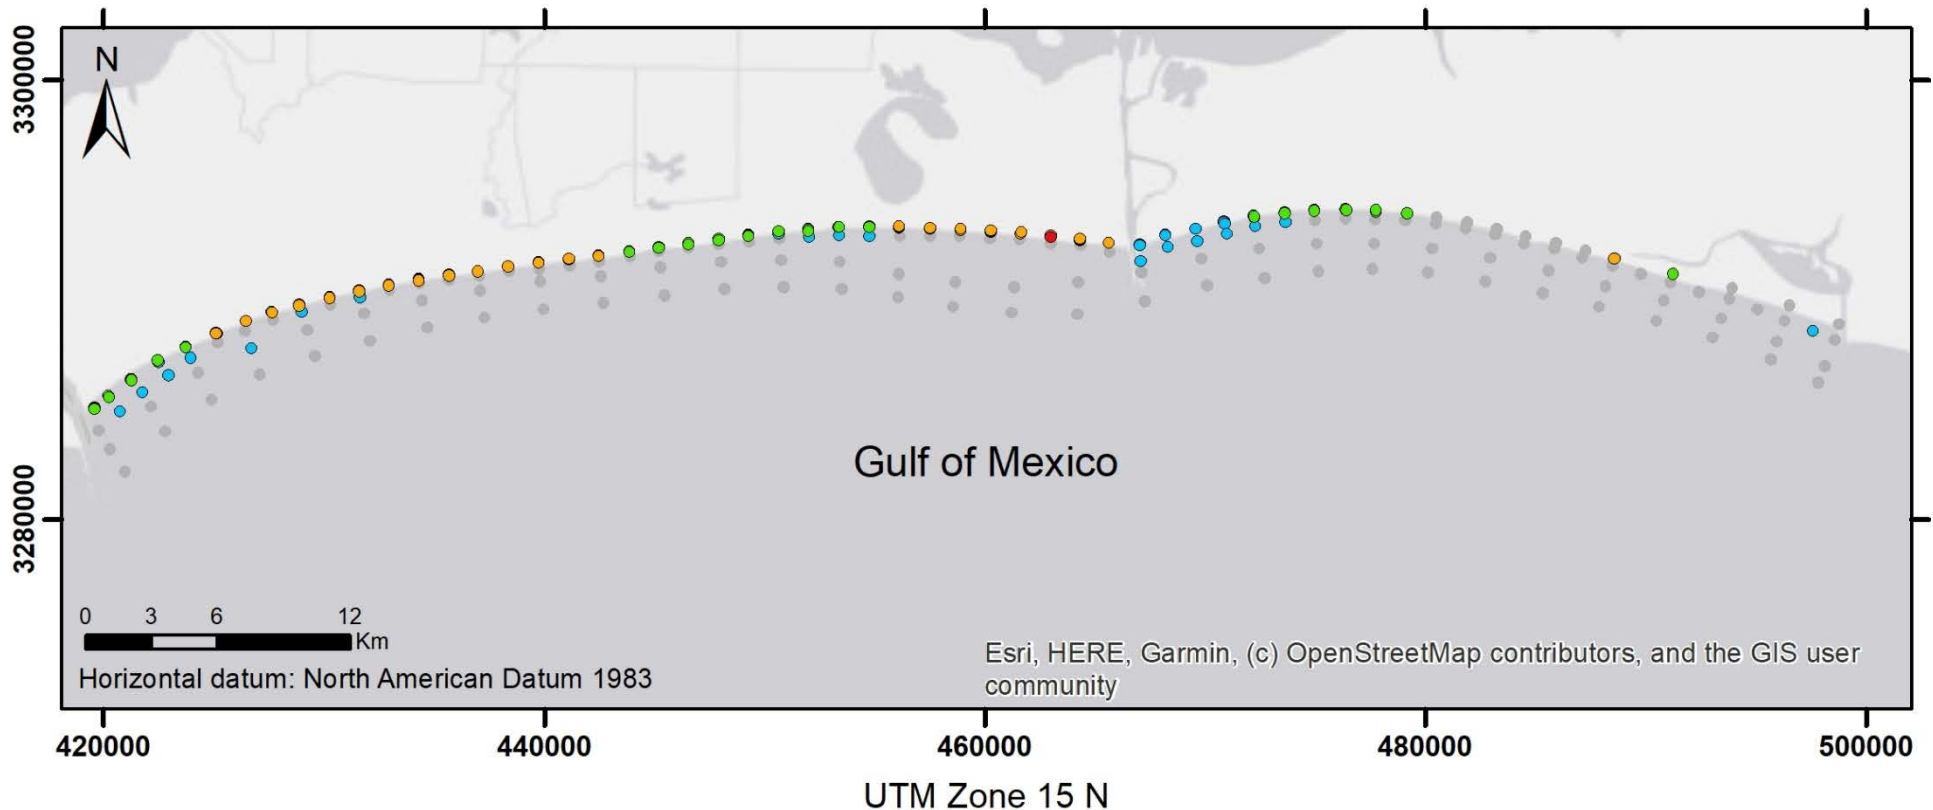 N
3300000
3280000
Gulf of Mexico
0 3 6 12
Km
Horizontal datum: North American Datum 1983
Esri, HERE, Garmin, (c) OpenStreetMap contributors, and the GIS user
community
420000 440000 460000 480000 500000
UTM Zone 15 N